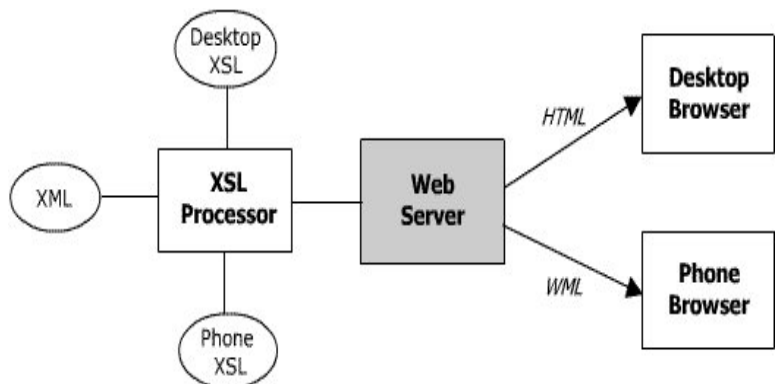 Desktop
XSL
XML
XSL
Processor
Phone
XSL
Web
Server
HTML
WML
Desktop
Browser
Phone
Browser